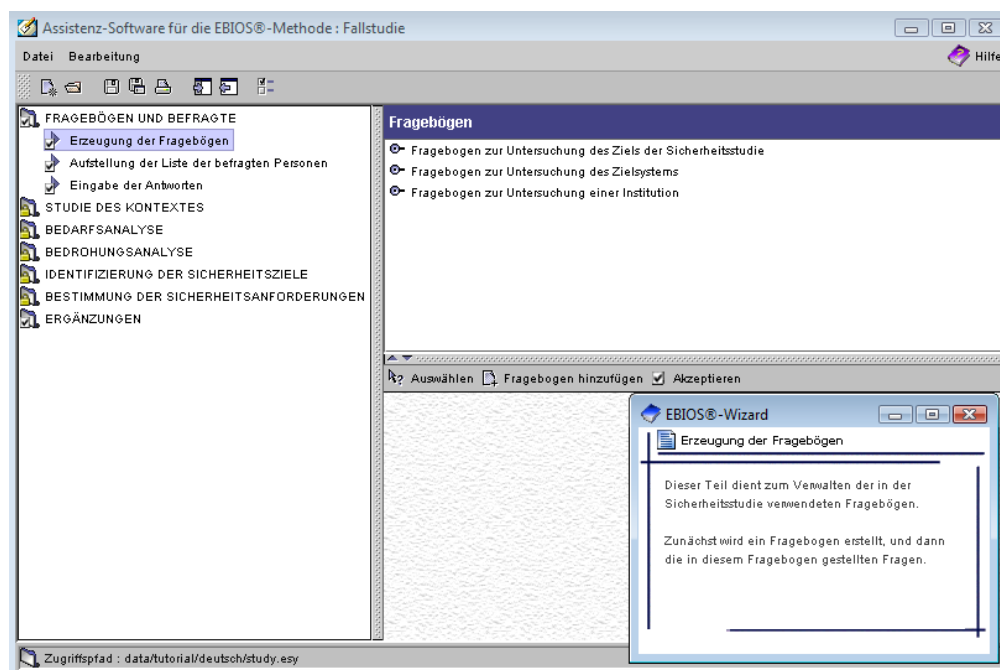 Assistenz-Software für die EBIOS®-Methode : Fallstudie
Datei Bearbeitung
Hilfe
FRAGEBÖGEN UND BEFRAGTE
Erzeugung der Fragebögen
Aufstellung der Liste der befragten Personen
Eingabe der Antworten
STUDIE DES KONTEXTES
BEDARFSANALYSE
BEDROHUNGSANALYSE
IDENTIFIZIERUNG DER SICHERHEITSZIELE
BESTIMMUNG DER SICHERHEITSANFORDERUNGEN
ERGÄNZUNGEN
Fragebögen
Fragebogen zur Untersuchung des Ziels der Sicherheitsstudie
Fragebogen zur Untersuchung des Zielsystems
Fragebogen zur Untersuchung einer Institution
Auswählen Fragebogen hinzufügen Akzeptieren
EBIOS®-Wizard
Erzeugung der Fragebögen
Dieser Teil dient zum Verwalten der in der
Sicherheitsstudie verwendeten Fragebögen.
Zunächst wird ein Fragebogen erstellt, und dann
die in diesem Fragebogen gestellten Fragen.
Zugriffspfad : data/tutorial/deutsch/study.esy